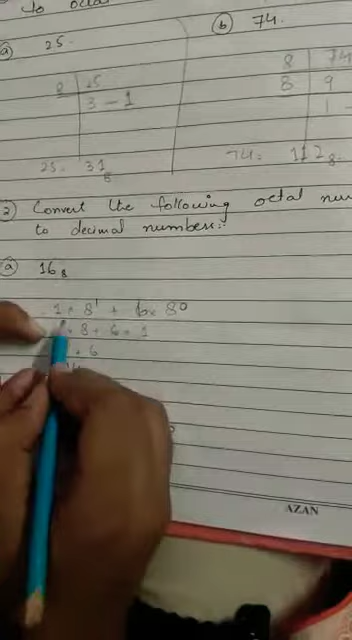 to octal
(a) 25.
8 | 25
3 - 1
25. 31₈
(b) 74.
8 | 74
8 | 9
1 -
74. 112₈.
2) Convert the following octal
to decimal numbers:-
(a) 16₈
1 × 8¹ + 6 × 8⁰
× 8 + 6 × 1
+ 6
AZAN